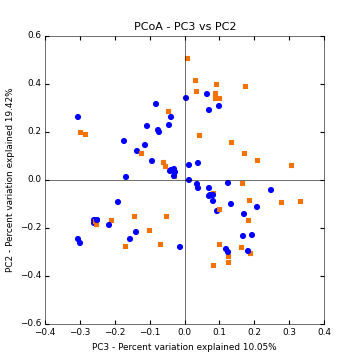 PCoA - PC3 vs PC2
0.6
0.4
0.2
0.0
−0.2
−0.4
−0.6
−0.4 −0.3 −0.2 −0.1 0.0 0.1 0.2 0.3 0.4
PC3 - Percent variation explained 10.05%
PC2 - Percent variation explained 19.42%